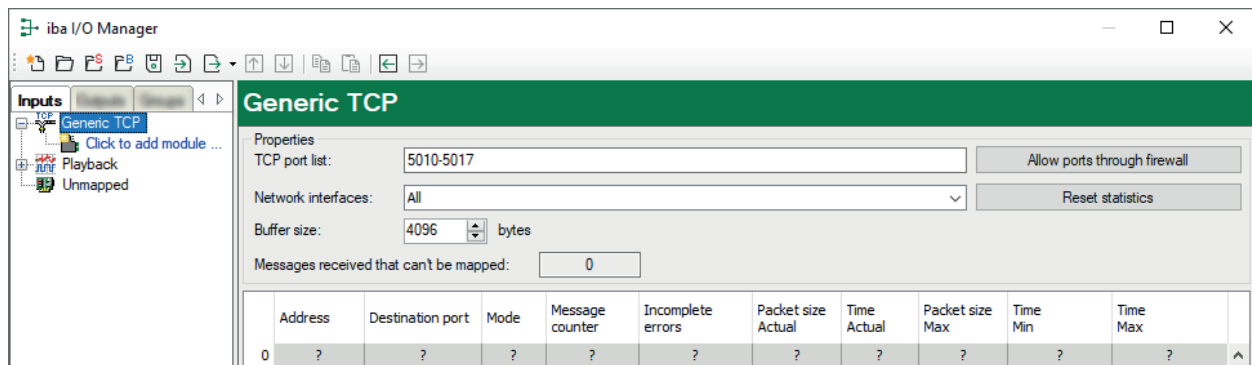 iba I/O Manager
Inputs
Generic TCP
TCP
Generic TCP
Click to add module ...
Playback
Unmapped
Properties
TCP port list: 5010-5017 Allow ports through firewall
Network interfaces: All Reset statistics
Buffer size: 4096 bytes
Messages received that can't be mapped: 0
Address Destination port Mode Message counter Incomplete errors Packet size Actual Time Actual Packet size Max Time Min Time Max
0 ? ? ? ? ? ? ? ? ? ?